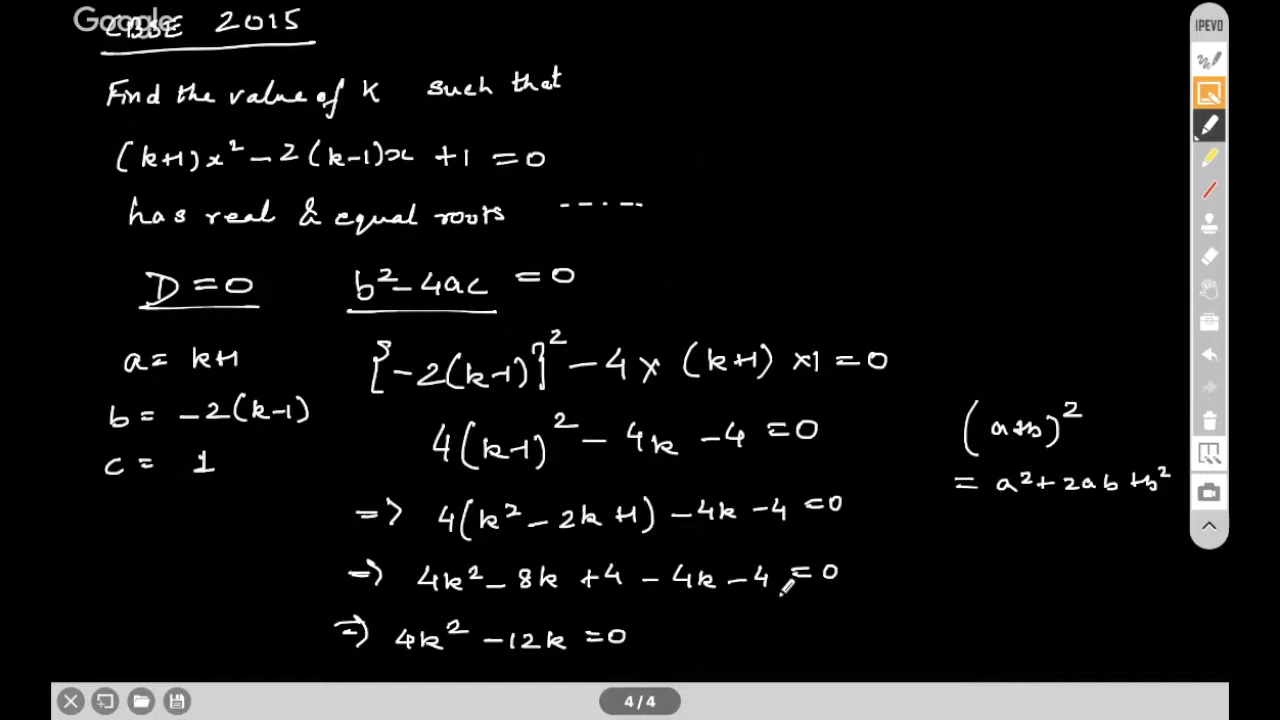 Google
CBSE 2015
Find the value of k such that
(k+1)x² - 2(k-1)x + 1 = 0
has real & equal roots -----
D = 0
b² - 4ac = 0
a = k+1
b = -2(k-1)
c = 1
{-2(k-1)}² - 4 × (k+1) × 1 = 0
4(k-1)² - 4k - 4 = 0
=> 4(k² - 2k + 1) - 4k - 4 = 0
=> 4k² - 8k + 4 - 4k - 4 = 0
=> 4k² - 12k = 0
(a+b)²
= a² + 2ab + b²
IPEVO
4 / 4